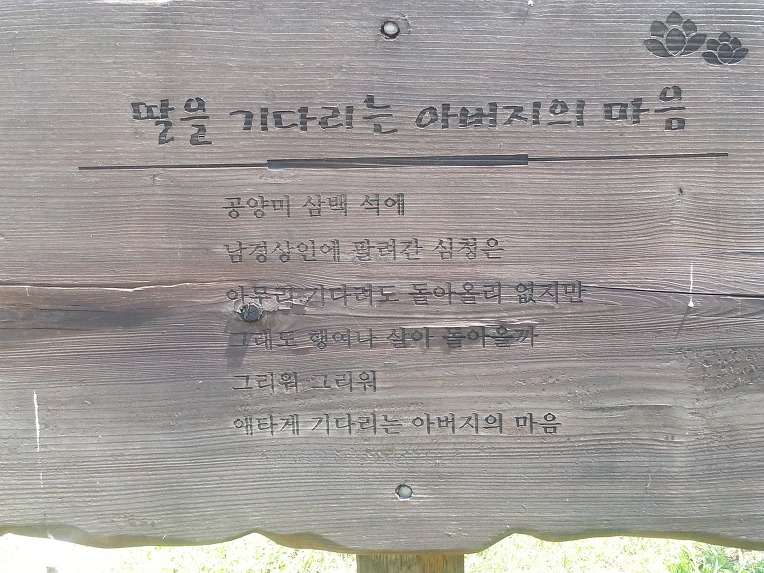 딸을 기다리는 아버지의 마음
공양미 삼백 석에
남경상인에 팔려간 심청은
아무리 기다려도 돌아올리 없지만
그래도 행여나 살아 돌아올까
그리워 그리워
애타게 기다리는 아버지의 마음